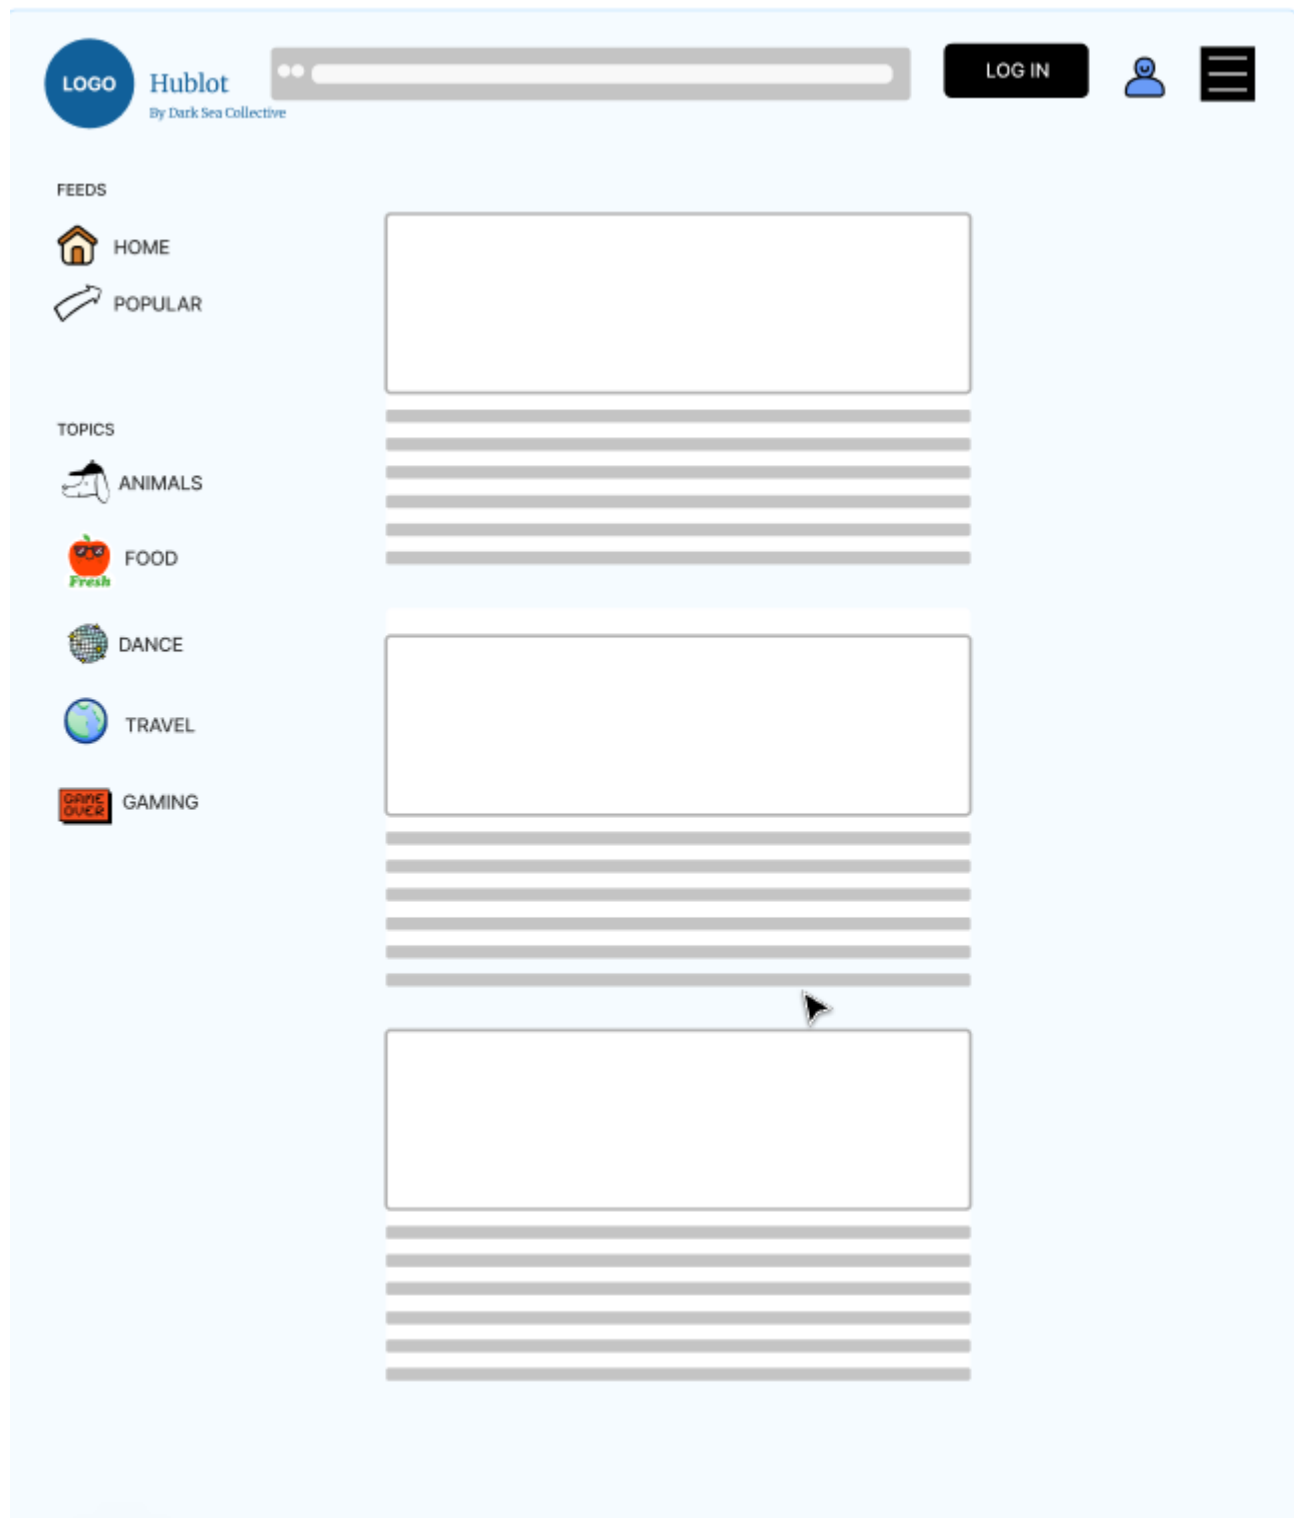 LOGO
Hublot
By Dark Sea Collective
LOG IN
FEEDS
HOME
POPULAR
TOPICS
ANIMALS
Fresh
FOOD
DANCE
TRAVEL
GAME
OVER
GAMING